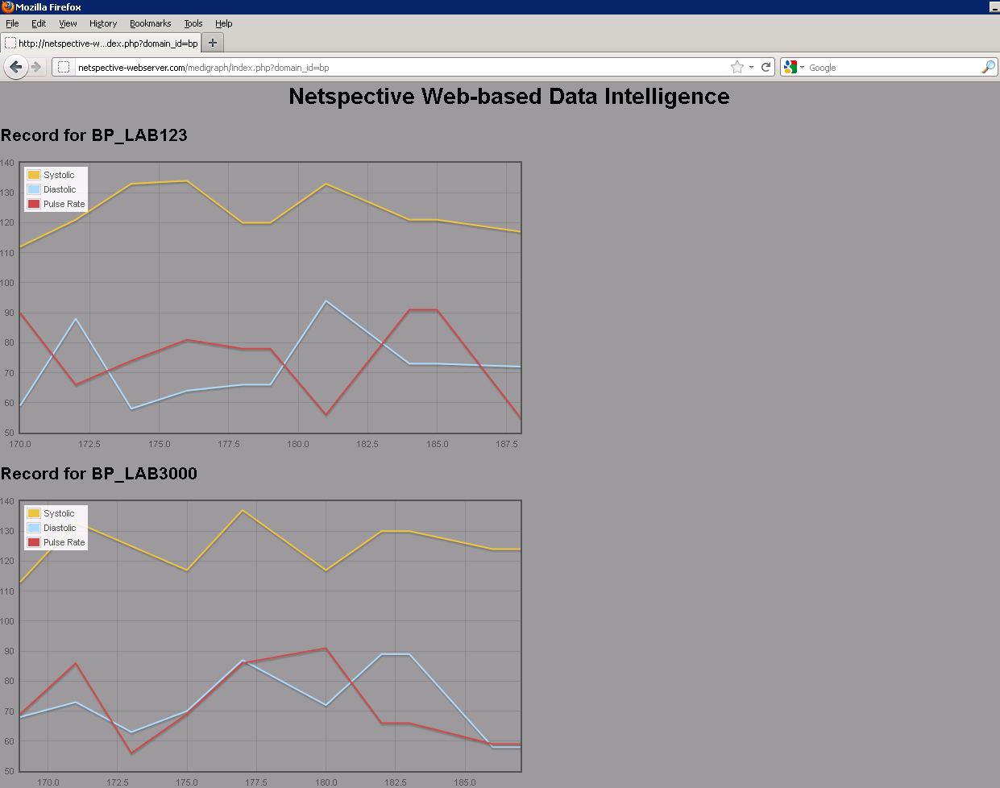 Mozilla Firefox
File Edit View History Bookmarks Tools Help
http://netspective-w...dex.php?domain_id=bp
netspective-webserver.com/medigraph/index.php?domain_id=bp
Google
Netspective Web-based Data Intelligence
Record for BP_LAB123
140
130
120
110
100
90
80
70
60
50
Systolic
Diastolic
Pulse Rate
170.0 172.5 175.0 177.5 180.0 182.5 185.0 187.5
Record for BP_LAB3000
140
130
120
110
100
90
80
70
60
50
Systolic
Diastolic
Pulse Rate
170.0 172.5 175.0 177.5 180.0 182.5 185.0